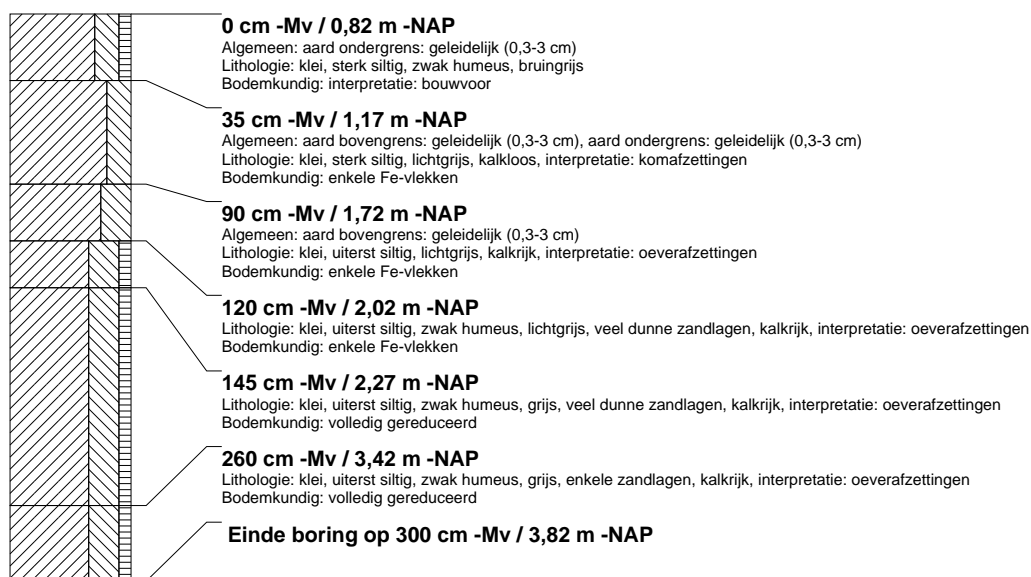 0 cm -Mv / 0,82 m -NAP
Algemeen: aard ondergrens: geleidelijk (0,3-3 cm)
Lithologie: klei, sterk siltig, zwak humeus, bruingrijs
Bodemkundig: interpretatie: bouwvoor
35 cm -Mv / 1,17 m -NAP
Algemeen: aard bovengrens: geleidelijk (0,3-3 cm), aard ondergrens: geleidelijk (0,3-3 cm)
Lithologie: klei, sterk siltig, lichtgrijs, kalkloos, interpretatie: komafzettingen
Bodemkundig: enkele Fe-vlekken
90 cm -Mv / 1,72 m -NAP
Algemeen: aard bovengrens: geleidelijk (0,3-3 cm)
Lithologie: klei, uiterst siltig, lichtgrijs, kalkrijk, interpretatie: oeverafzettingen
Bodemkundig: enkele Fe-vlekken
120 cm -Mv / 2,02 m -NAP
Lithologie: klei, uiterst siltig, zwak humeus, lichtgrijs, veel dunne zandlagen, kalkrijk, interpretatie: oeverafzettingen
Bodemkundig: enkele Fe-vlekken
145 cm -Mv / 2,27 m -NAP
Lithologie: klei, uiterst siltig, zwak humeus, grijs, veel dunne zandlagen, kalkrijk, interpretatie: oeverafzettingen
Bodemkundig: volledig gereduceerd
260 cm -Mv / 3,42 m -NAP
Lithologie: klei, uiterst siltig, zwak humeus, grijs, enkele zandlagen, kalkrijk, interpretatie: oeverafzettingen
Bodemkundig: volledig gereduceerd
Einde boring op 300 cm -Mv / 3,82 m -NAP